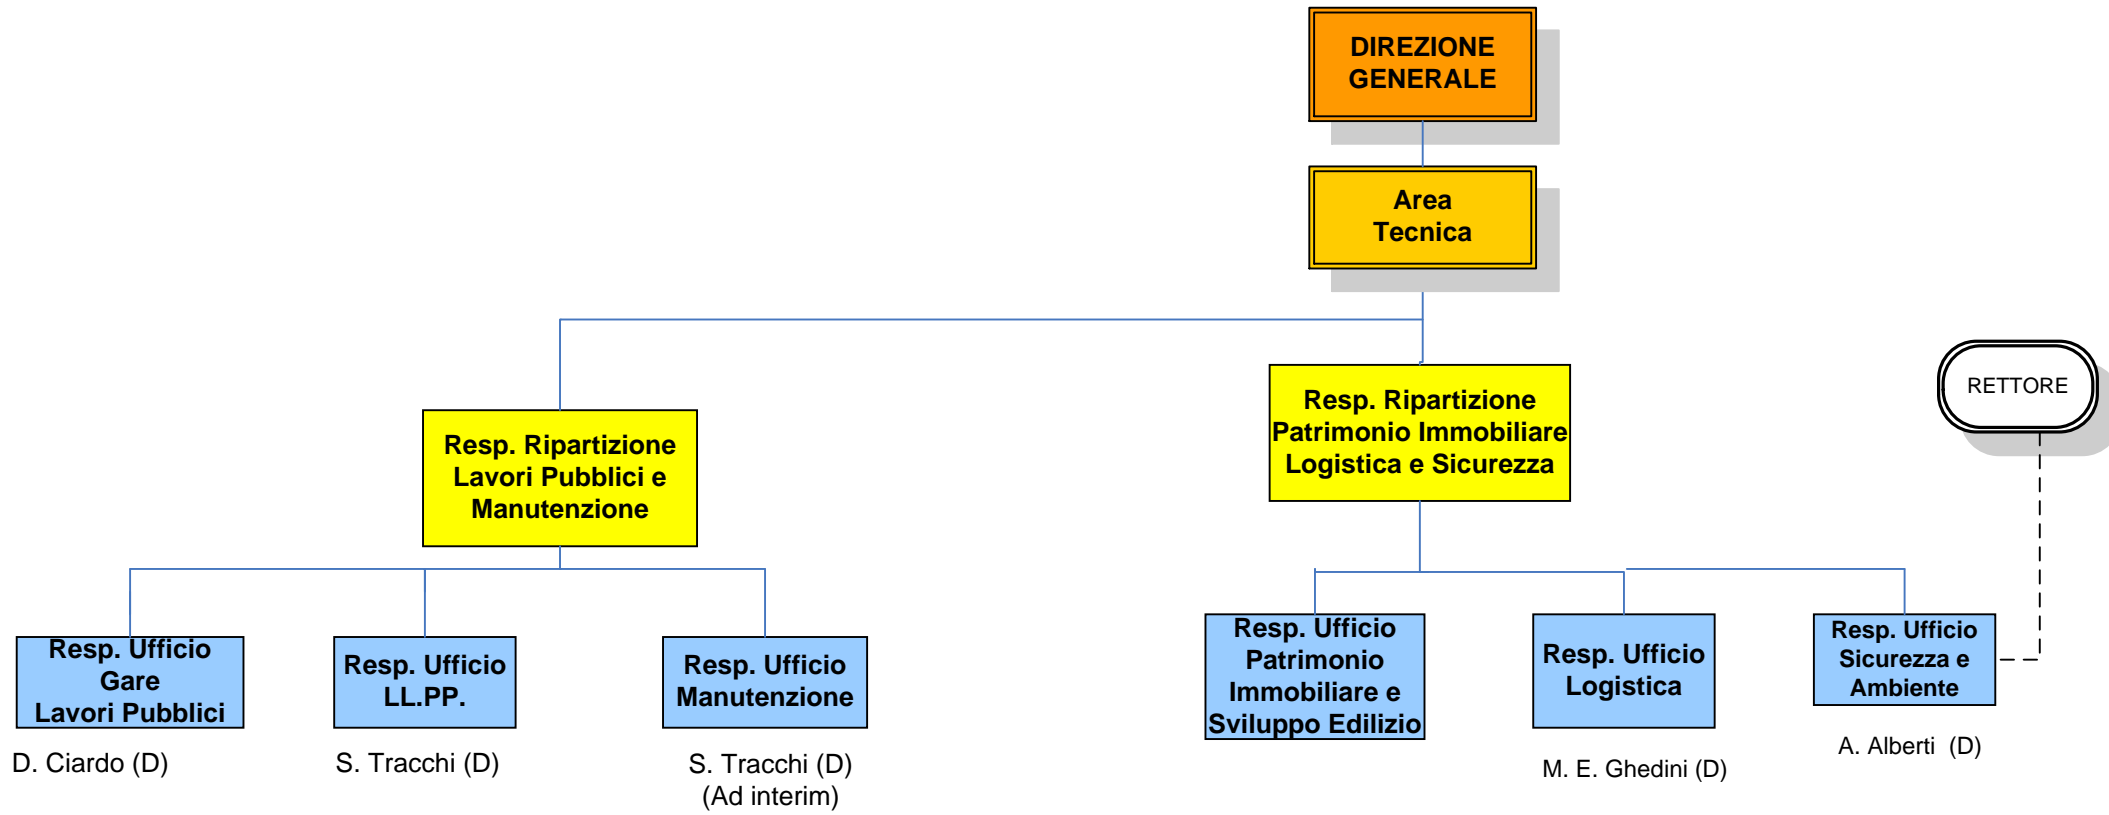 DIREZIONE
GENERALE
Area
Tecnica
RETTORE
Resp. Ripartizione
Lavori Pubblici e
Manutenzione
Resp. Ripartizione
Patrimonio Immobiliare
Logistica e Sicurezza
Resp. Ufficio
Gare
Lavori Pubblici
D. Ciardo (D)
Resp. Ufficio
LL.PP.
S. Tracchi (D)
Resp. Ufficio
Manutenzione
S. Tracchi (D)
(Ad interim)
Resp. Ufficio
Patrimonio
Immobiliare e
Sviluppo Edilizio
Resp. Ufficio
Logistica
M. E. Ghedini (D)
Resp. Ufficio
Sicurezza e
Ambiente
A. Alberti (D)